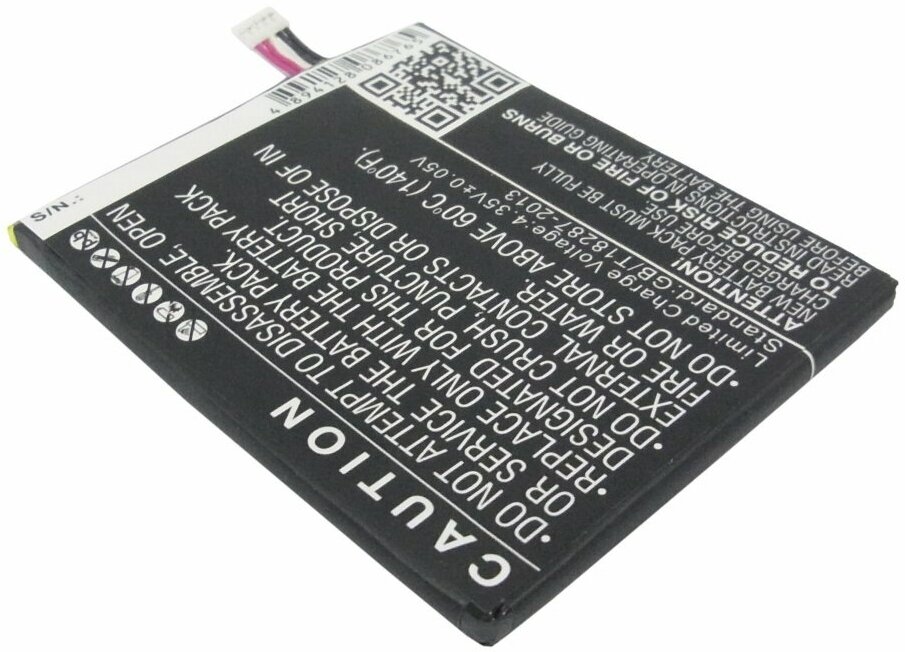 CAUTION
·DO NOT ATTEMPT TO DISASSEMBLE, OPEN
OR SERVICE THE BATTERY PACK.
·REPLACE ONLY WITH THE BATTERY PACK
DESIGNATED FOR THIS PRODUCT.
·DO NOT CRUSH, PUNCTURE, SHORT
EXTERNAL CONTACTS OR DISPOSE OF IN
FIRE OR WATER.
·DO NOT STORE ABOVE 60°C (140°F).
Limited Charge Voltage:4.35V±0.05V
Standard:GB/T18287-2013
ATTENTION:
NEW BATTERY PACK MUST BE FULLY
CHARGED BEFORE USE.
TO REDUCE RISK OF FIRE OR BURNS
READ INSTRUCTIONS IN OPERATING GUIDE
BEFORE USING THE BATTERY
S/N.:
4894128086765